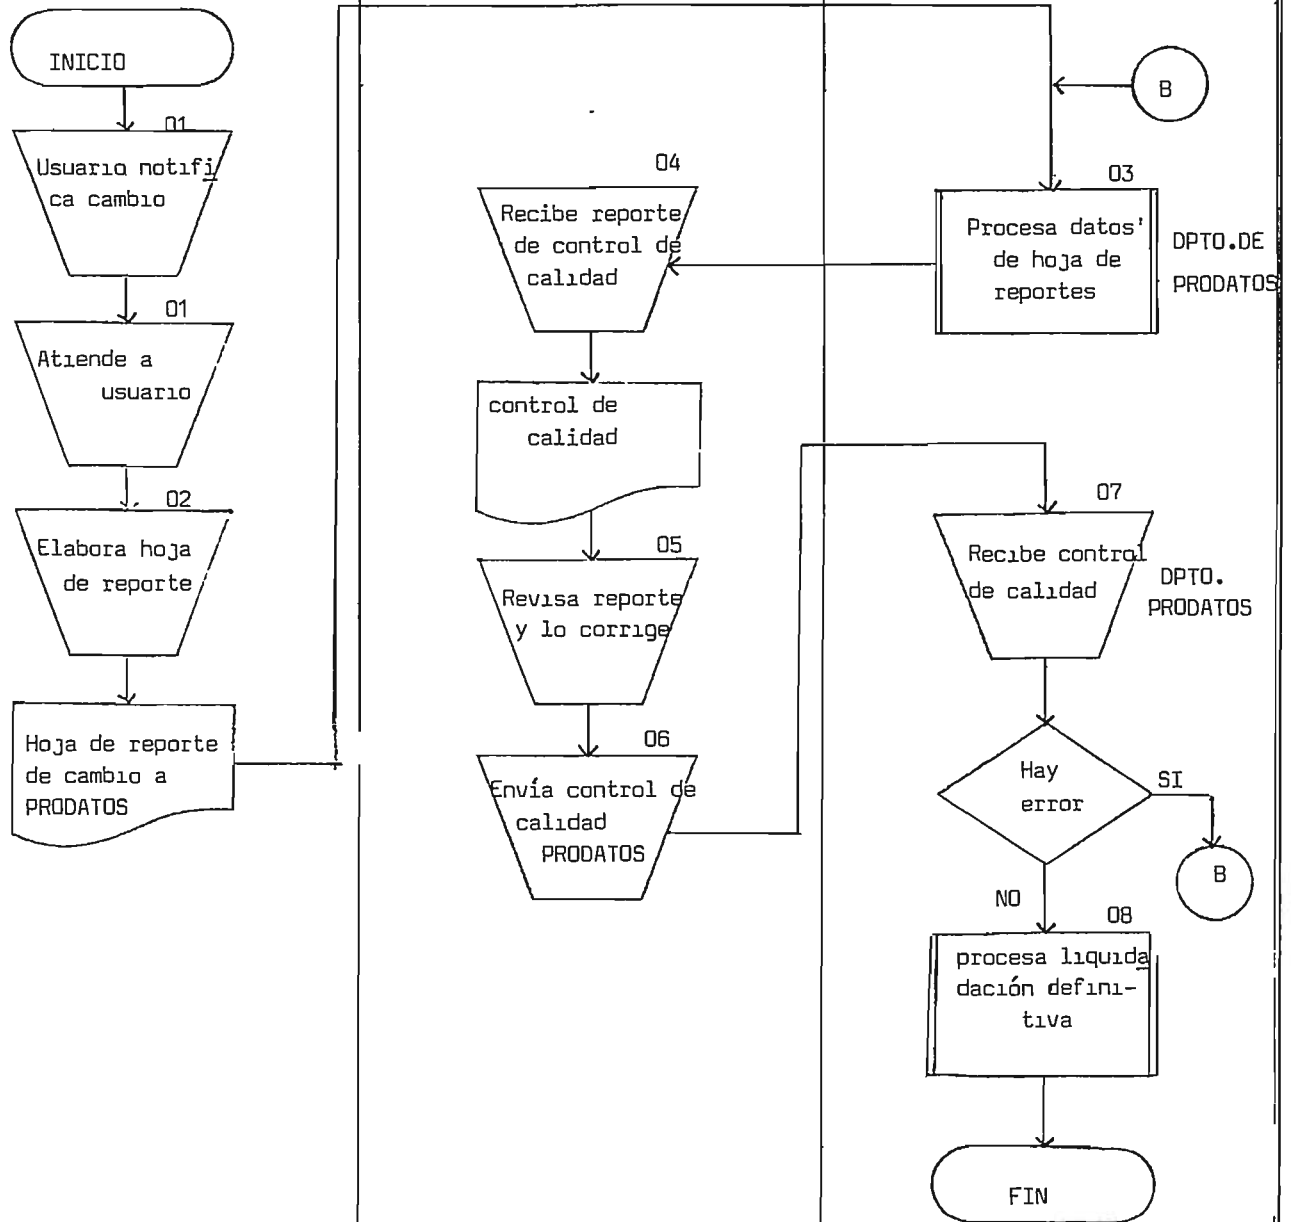 INICIO
01
Usuario notifi
ca cambio
01
Atiende a
usuario
02
Elabora hoja
de reporte
Hoja de reporte
de cambio a
PRODATOS
04
Recibe reporte
de control de
calidad
control de
calidad
05
Revisa reporte
y lo corrige
06
Envía control de
calidad
PRODATOS
B
03
Procesa datos'
de hoja de
reportes
DPTO.DE
PRODATOS
07
Recibe control
de calidad
DPTO.
PRODATOS
Hay
error
SI
B
NO
08
procesa liquida
dación defini-
tiva
FIN